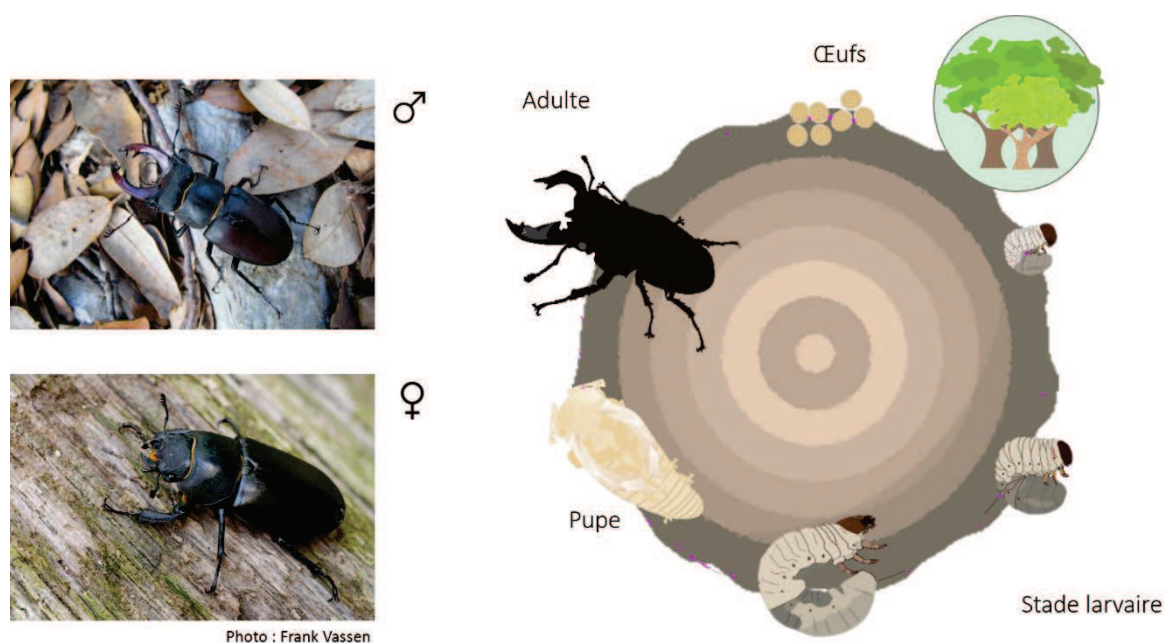 Œufs
Adulte
♂
♀
Pupe
Stade larvaire
Photo : Frank Vassen